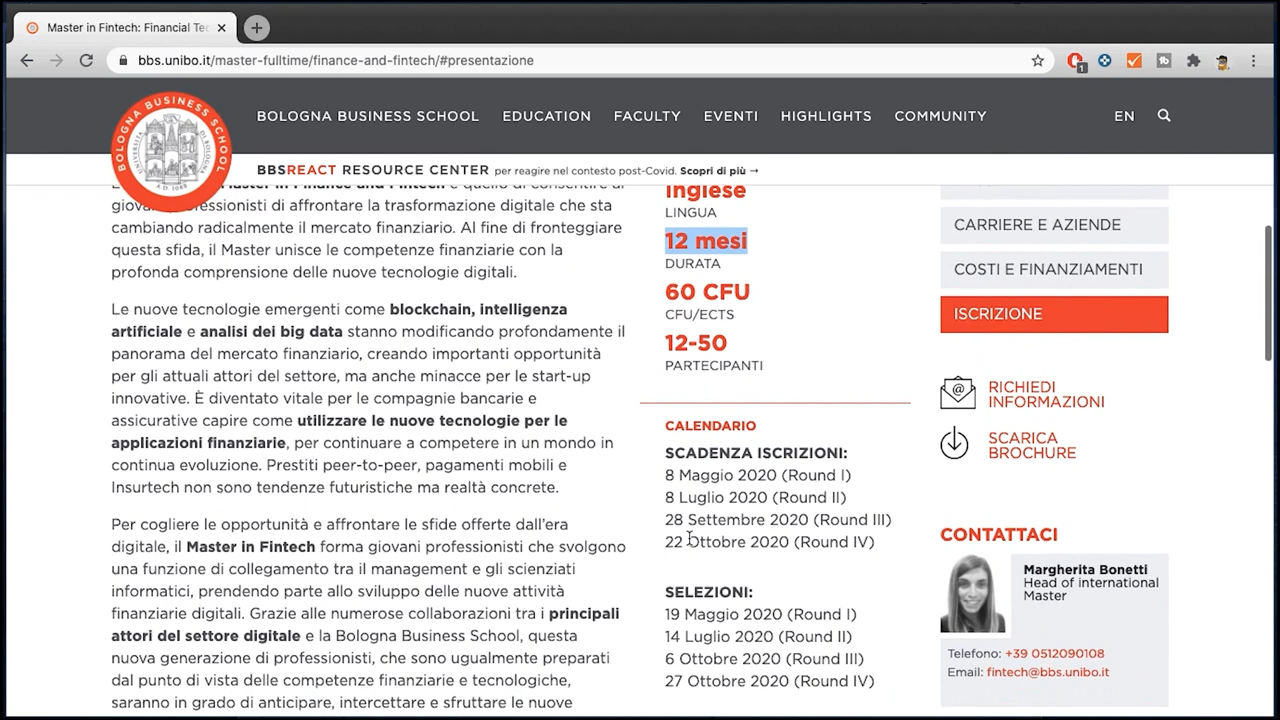 Master in Fintech: Financial Tec
bbs.unibo.it/master-fulltime/finance-and-fintech/#presentazione
1
BOLOGNA BUSINESS SCHOOL
UNIVERSITÀ DI BOLOGNA
A.D. 1088
BOLOGNA BUSINESS SCHOOL EDUCATION FACULTY EVENTI HIGHLIGHTS COMMUNITY EN
BBSREACT RESOURCE CENTER per reagire nel contesto post-Covid. Scopri di più →
Master in Finance and Fintech è quello di consentire ai
giova fessionisti di affrontare la trasformazione digitale che sta
cambiando radicalmente il mercato finanziario. Al fine di fronteggiare
questa sfida, il Master unisce le competenze finanziarie con la
profonda comprensione delle nuove tecnologie digitali.
Le nuove tecnologie emergenti come blockchain, intelligenza
artificiale e analisi dei big data stanno modificando profondamente il
panorama del mercato finanziario, creando importanti opportunità
per gli attuali attori del settore, ma anche minacce per le start-up
innovative. È diventato vitale per le compagnie bancarie e
assicurative capire come utilizzare le nuove tecnologie per le
applicazioni finanziarie, per continuare a competere in un mondo in
continua evoluzione. Prestiti peer-to-peer, pagamenti mobili e
Insurtech non sono tendenze futuristiche ma realtà concrete.
Per cogliere le opportunità e affrontare le sfide offerte dall'era
digitale, il Master in Fintech forma giovani professionisti che svolgono
una funzione di collegamento tra il management e gli scienziati
informatici, prendendo parte allo sviluppo delle nuove attività
finanziarie digitali. Grazie alle numerose collaborazioni tra i principali
attori del settore digitale e la Bologna Business School, questa
nuova generazione di professionisti, che sono ugualmente preparati
dal punto di vista delle competenze finanziarie e tecnologiche,
saranno in grado di anticipare, intercettare e sfruttare le nuove
Inglese
LINGUA
12 mesi
DURATA
60 CFU
CFU/ECTS
12-50
PARTECIPANTI
CALENDARIO
SCADENZA ISCRIZIONI:
8 Maggio 2020 (Round I)
8 Luglio 2020 (Round II)
28 Settembre 2020 (Round III)
22 Ottobre 2020 (Round IV)
SELEZIONI:
19 Maggio 2020 (Round I)
14 Luglio 2020 (Round II)
6 Ottobre 2020 (Round III)
27 Ottobre 2020 (Round IV)
CARRIERE E AZIENDE
COSTI E FINANZIAMENTI
ISCRIZIONE
RICHIEDI
INFORMAZIONI
SCARICA
BROCHURE
CONTATTACI
Margherita Bonetti
Head of international
Master
Telefono: +39 0512090108
Email: fintech@bbs.unibo.it